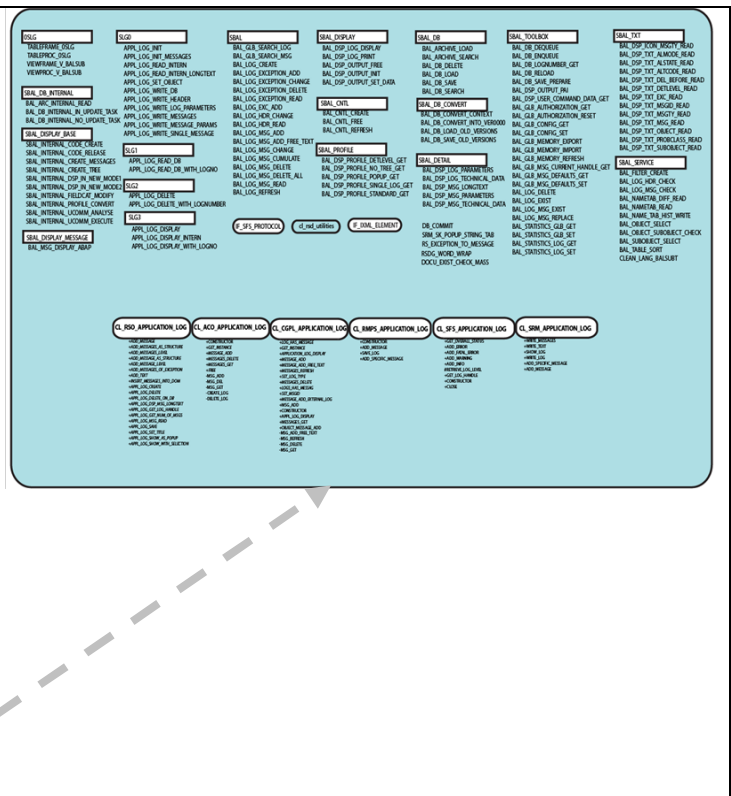 0SLG
TABLEFRAME_0SLG
TABLEPROC_0SLG
VIEWFRAME_V_BALSUB
VIEWPROC_V_BALSUB
SBAL_DB_INTERNAL
BAL_ARC_INTERNAL_READ
BAL_DB_INTERNAL_IN_UPDATE_TASK
BAL_DB_INTERNAL_NO_UPDATE_TASK
SBAL_DISPLAY_BASE
SBAL_INTERNAL_CODE_CREATE
SBAL_INTERNAL_CODE_RELEASE
SBAL_INTERNAL_CREATE_MESSAGES
SBAL_INTERNAL_CREATE_TREE
SBAL_INTERNAL_DSP_IN_NEW_MODE1
SBAL_INTERNAL_DSP_IN_NEW_MODE2
SBAL_INTERNAL_FIELDCAT_MODIFY
SBAL_INTERNAL_PROFILE_CONVERT
SBAL_INTERNAL_UCOMM_ANALYSE
SBAL_INTERNAL_UCOMM_EXECUTE
SBAL_DISPLAY_MESSAGE
BAL_MSG_DISPLAY_ABAP
SLG0
APPL_LOG_INIT
APPL_LOG_INIT_MESSAGES
APPL_LOG_READ_INTERN
APPL_LOG_READ_INTERN_LONGTEXT
APPL_LOG_SET_OBJECT
APPL_LOG_WRITE_DB
APPL_LOG_WRITE_HEADER
APPL_LOG_WRITE_LOG_PARAMETERS
APPL_LOG_WRITE_MESSAGES
APPL_LOG_WRITE_MESSAGE_PARAMS
APPL_LOG_WRITE_SINGLE_MESSAGE
SLG1
APPL_LOG_READ_DB
APPL_LOG_READ_DB_WITH_LOGNO
SLG2
APPL_LOG_DELETE
APPL_LOG_DELETE_WITH_LOGNUMBER
SLG3
APPL_LOG_DISPLAY
APPL_LOG_DISPLAY_INTERN
APPL_LOG_DISPLAY_WITH_LOGNO
SBAL
BAL_GLB_SEARCH_LOG
BAL_GLB_SEARCH_MSG
BAL_LOG_CREATE
BAL_LOG_EXCEPTION_ADD
BAL_LOG_EXCEPTION_CHANGE
BAL_LOG_EXCEPTION_DELETE
BAL_LOG_EXCEPTION_READ
BAL_LOG_EXC_ADD
BAL_LOG_HDR_CHANGE
BAL_LOG_HDR_READ
BAL_LOG_MSG_ADD
BAL_LOG_MSG_ADD_FREE_TEXT
BAL_LOG_MSG_CHANGE
BAL_LOG_MSG_CUMULATE
BAL_LOG_MSG_DELETE
BAL_LOG_MSG_DELETE_ALL
BAL_LOG_MSG_READ
BAL_LOG_REFRESH
SBAL_DISPLAY
BAL_DSP_LOG_DISPLAY
BAL_DSP_LOG_PRINT
BAL_DSP_OUTPUT_FREE
BAL_DSP_OUTPUT_INIT
BAL_DSP_OUTPUT_SET_DATA
SBAL_CNTL
BAL_CNTL_CREATE
BAL_CNTL_FREE
BAL_CNTL_REFRESH
SBAL_PROFILE
BAL_DSP_PROFILE_DETLEVEL_GET
BAL_DSP_PROFILE_NO_TREE_GET
BAL_DSP_PROFILE_POPUP_GET
BAL_DSP_PROFILE_SINGLE_LOG_GET
BAL_DSP_PROFILE_STANDARD_GET
SBAL_DB
BAL_ARCHIVE_LOAD
BAL_ARCHIVE_SEARCH
BAL_DB_DELETE
BAL_DB_LOAD
BAL_DB_SAVE
BAL_DB_SEARCH
SBAL_DB_CONVERT
BAL_DB_CONVERT_CONTEXT
BAL_DB_CONVERT_INTO_VER0000
BAL_DB_LOAD_OLD_VERSIONS
BAL_DB_SAVE_OLD_VERSIONS
SBAL_DETAIL
BAL_DSP_LOG_PARAMETERS
BAL_DSP_LOG_TECHNICAL_DATA
BAL_DSP_MSG_LONGTEXT
BAL_DSP_MSG_PARAMETERS
BAL_DSP_MSG_TECHNICAL_DATA
DB_COMMIT
SRM_SK_POPUP_STRING_TAB
RS_EXCEPTION_TO_MESSAGE
RSDG_WORD_WRAP
DOCU_EXIST_CHECK_MASS
SBAL_TOOLBOX
BAL_DB_DEQUEUE
BAL_DB_ENQUEUE
BAL_DB_LOGNUMBER_GET
BAL_DB_RELOAD
BAL_DB_SAVE_PREPARE
BAL_DSP_OUTPUT_PAI
BAL_DSP_USER_COMMAND_DATA_GET
BAL_GLB_AUTHORIZATION_GET
BAL_GLB_AUTHORIZATION_RESET
BAL_GLB_CONFIG_GET
BAL_GLB_CONFIG_SET
BAL_GLB_MEMORY_EXPORT
BAL_GLB_MEMORY_IMPORT
BAL_GLB_MEMORY_REFRESH
BAL_GLB_MSG_CURRENT_HANDLE_GET
BAL_GLB_MSG_DEFAULTS_GET
BAL_GLB_MSG_DEFAULTS_SET
BAL_LOG_DELETE
BAL_LOG_EXIST
BAL_LOG_MSG_EXIST
BAL_LOG_MSG_REPLACE
BAL_STATISTICS_GLB_GET
BAL_STATISTICS_GLB_SET
BAL_STATISTICS_LOG_GET
BAL_STATISTICS_LOG_SET
SBAL_TXT
BAL_DSP_ICON_MSGTY_READ
BAL_DSP_TXT_ALMODE_READ
BAL_DSP_TXT_ALSTATE_READ
BAL_DSP_TXT_ALTCODE_READ
BAL_DSP_TXT_DEL_BEFORE_READ
BAL_DSP_TXT_DETLEVEL_READ
BAL_DSP_TXT_EXC_READ
BAL_DSP_TXT_MSGID_READ
BAL_DSP_TXT_MSGTY_READ
BAL_DSP_TXT_MSG_READ
BAL_DSP_TXT_OBJECT_READ
BAL_DSP_TXT_PROBCLASS_READ
BAL_DSP_TXT_SUBOBJECT_READ
SBAL_SERVICE
BAL_FILTER_CREATE
BAL_LOG_HDR_CHECK
BAL_LOG_MSG_CHECK
BAL_NAMETAB_DIFF_READ
BAL_NAMETAB_READ
BAL_NAME_TAB_HIST_WRITE
BAL_OBJECT_SELECT
BAL_OBJECT_SUBOBJECT_CHECK
BAL_SUBOBJECT_SELECT
BAL_TABLE_SORT
CLEAN_LANG_BALSUBT
IF_SFS_PROTOCOL
cl_rscl_utilities
IF_IXML_ELEMENT
CL_RSO_APPLICATION_LOG
CL_ACO_APPLICATION_LOG
CL_CGPL_APPLICATION_LOG
CL_RMPS_APPLICATION_LOG
CL_SFS_APPLICATION_LOG
CL_SRM_APPLICATION_LOG